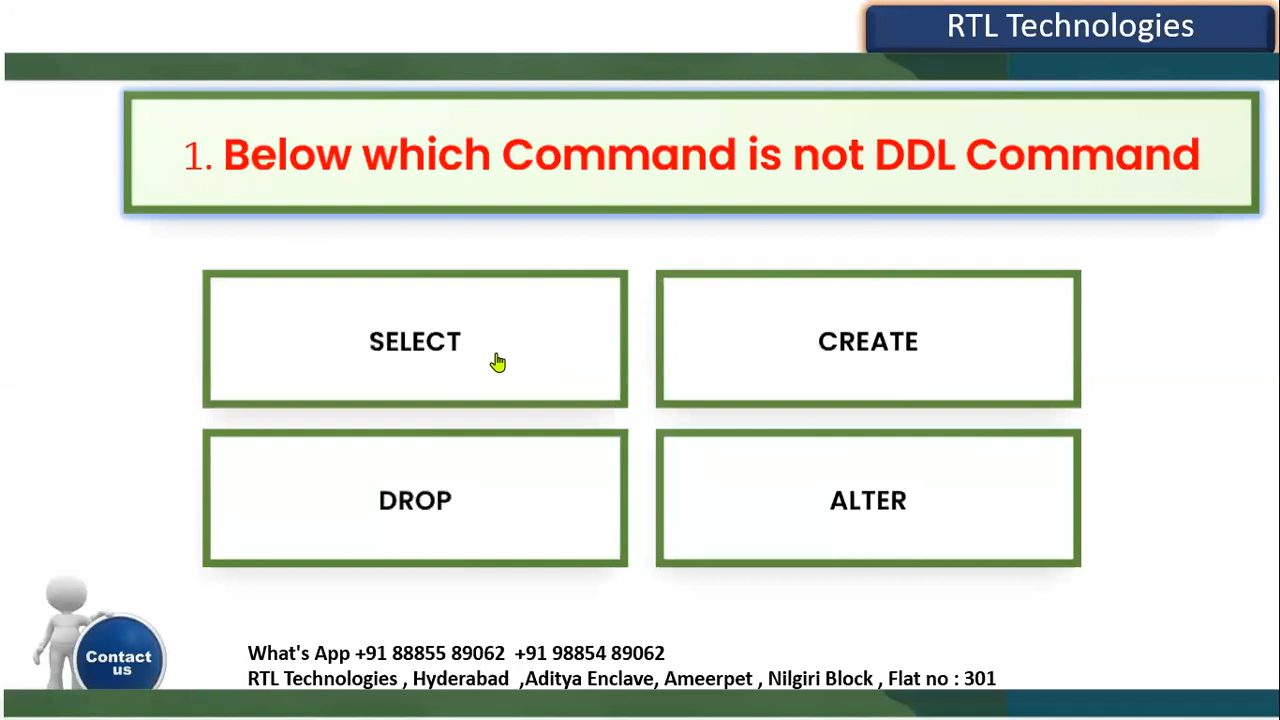 RTL Technologies
1. Below which Command is not DDL Command
SELECT
CREATE
DROP
ALTER
Contact
us
What's App +91 88855 89062 +91 98854 89062
RTL Technologies , Hyderabad ,Aditya Enclave, Ameerpet , Nilgiri Block , Flat no : 301